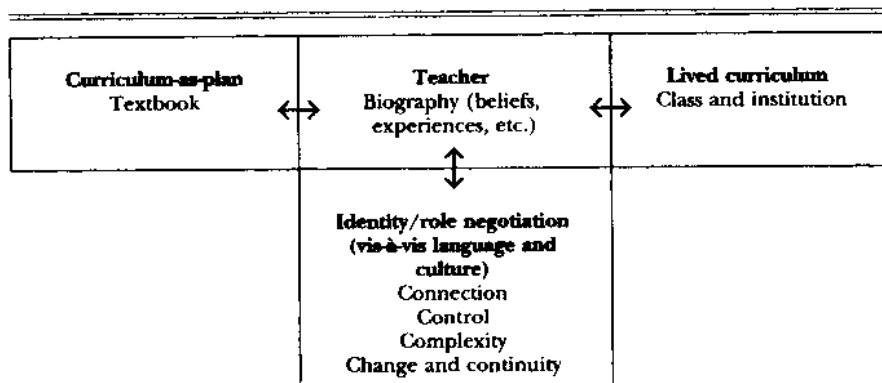 Curriculum-as-plan
Textbook
Teacher
Biography (beliefs,
experiences, etc.)
Lived curriculum
Class and institution
Identity/role negotiation
(vis-à-vis language and
culture)
Connection
Control
Complexity
Change and continuity